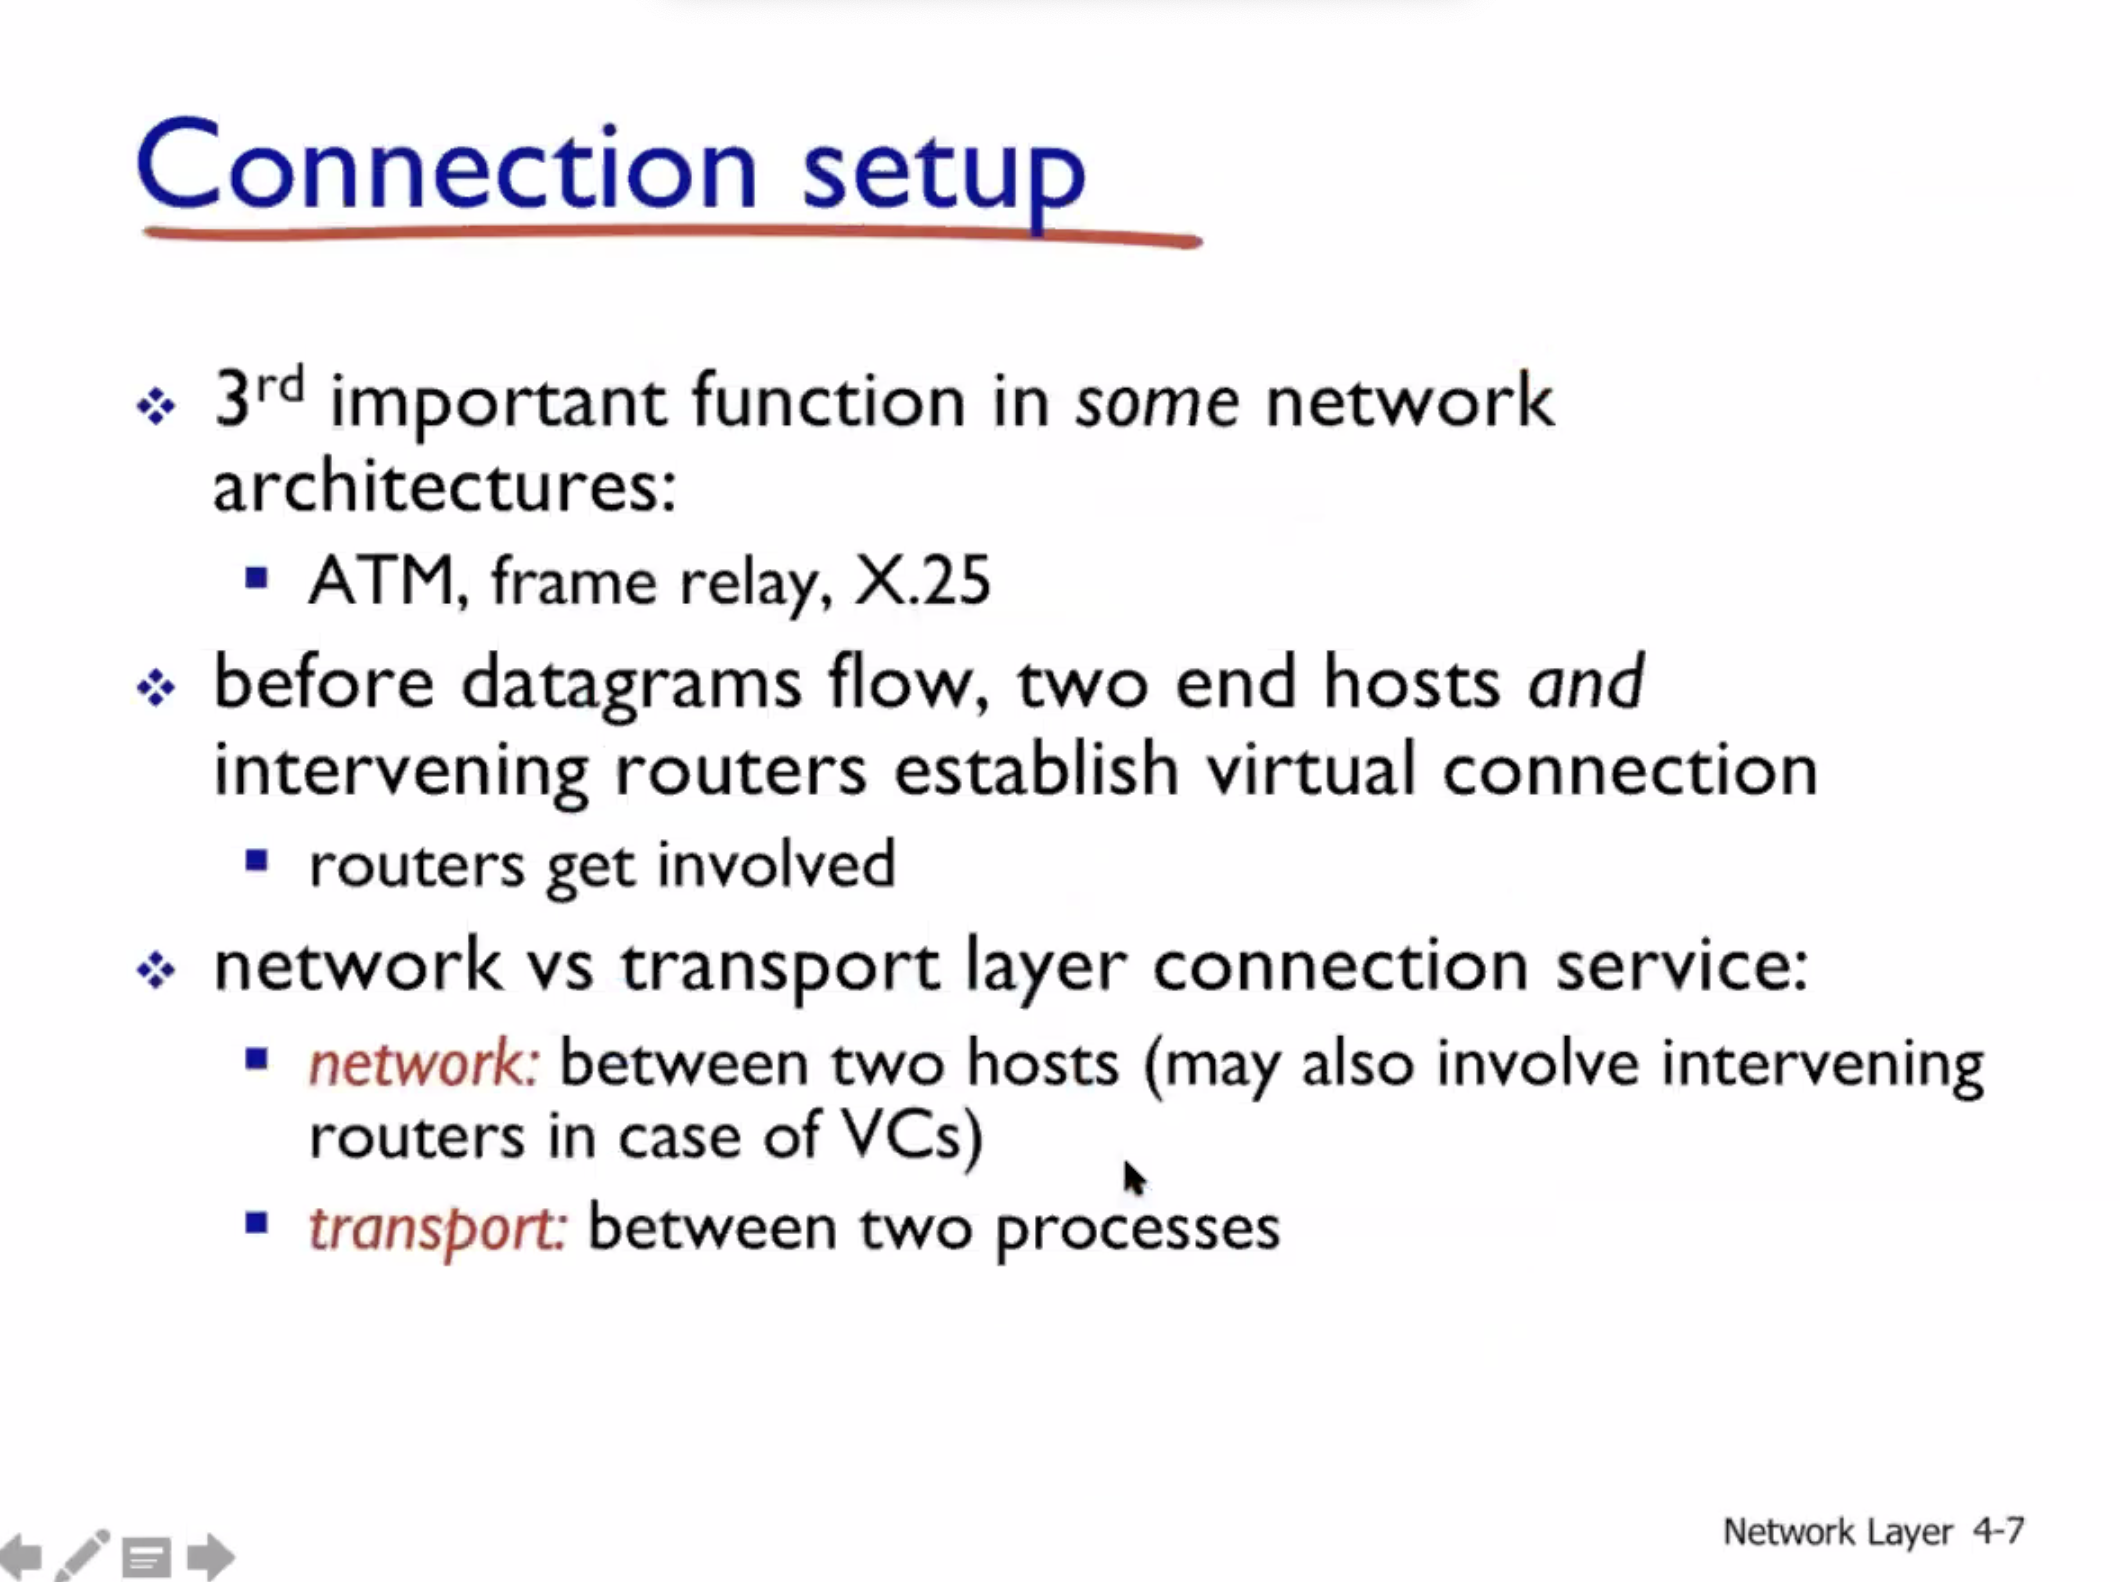 Connection setup
3rd important function in some network
architectures:
ATM, frame relay, X.25
before datagrams flow, two end hosts and
intervening routers establish virtual connection
routers get involved
network vs transport layer connection service:
network: between two hosts (may also involve intervening
routers in case of VCs)
transport: between two processes
Network Layer 4-7